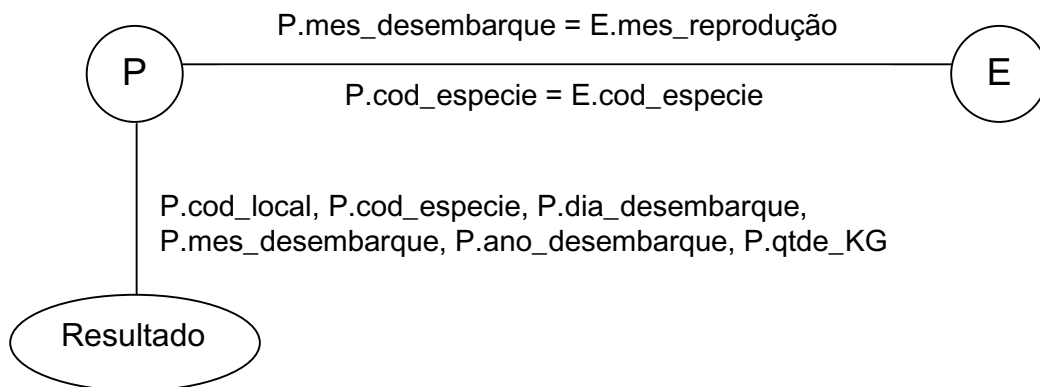 P.mes_desembarque = E.mes_reprodução
P
E
P.cod_especie = E.cod_especie
P.cod_local, P.cod_especie, P.dia_desembarque,
P.mes_desembarque, P.ano_desembarque, P.qtde_KG
Resultado